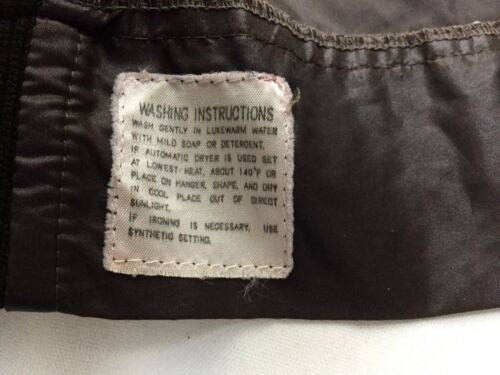 WASHING INSTRUCTIONS
WASH GENTLY IN LUKEWARM WATER
WITH MILD SOAP OR DETERGENT.
IF AUTOMATIC DRYER IS USED SET
AT LOWEST HEAT, ABOUT 140°F OR
PLACE ON HANGER, SHAPE, AND DRY
IN COOL PLACE OUT OF DIRECT
SUNLIGHT.
IF IRONING IS NECESSARY, USE
SYNTHETIC SETTING.